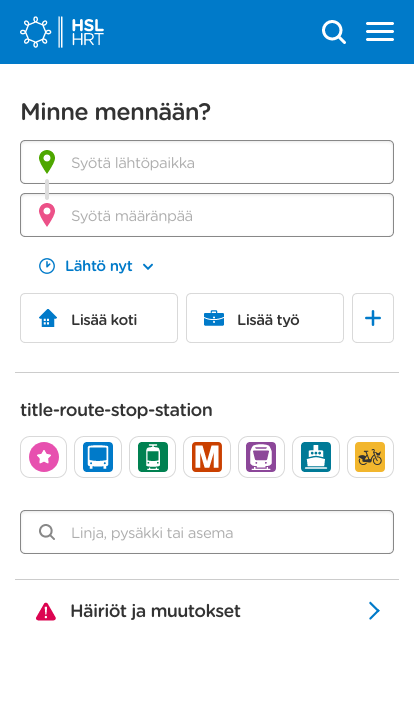 HSL
HRT
Minne mennään?
Syötä lähtöpaikka
Syötä määränpää
Lähtö nyt
Lisää koti
Lisää työ
title-route-stop-station
M
Linja, pysäkki tai asema
Häiriöt ja muutokset